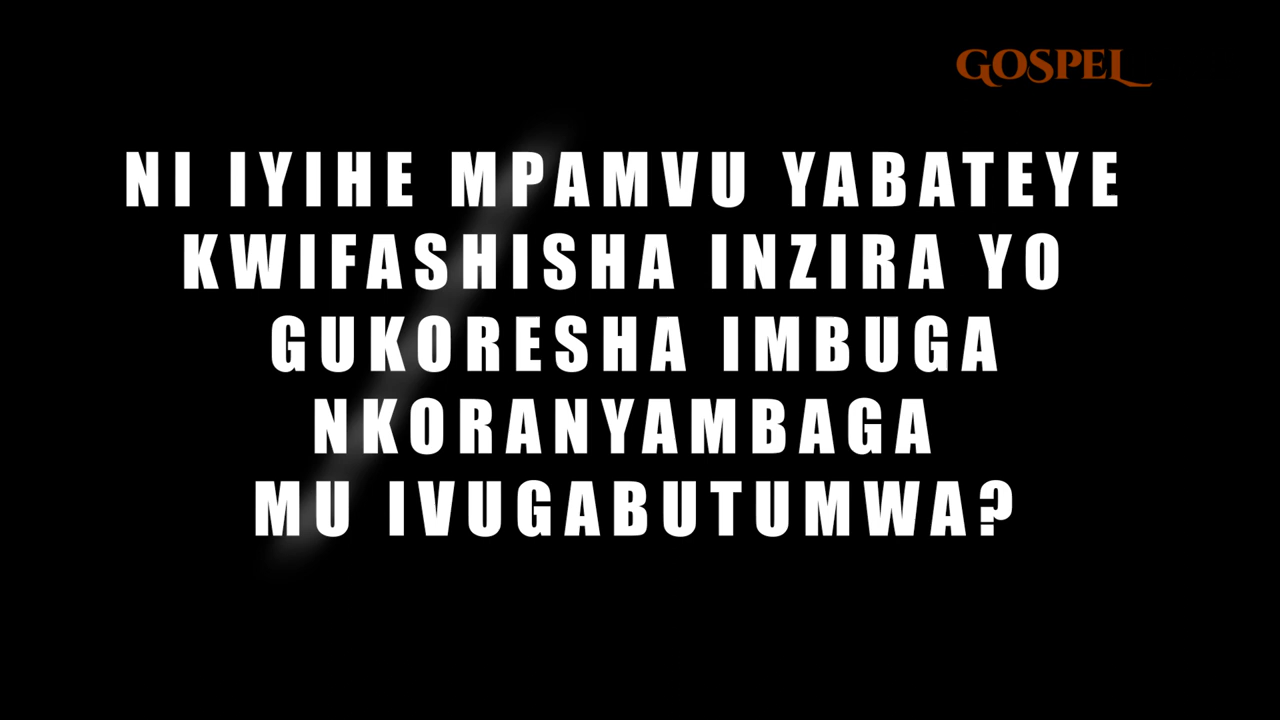 GOSPEL
NI IYIHE MPAMVU YABATEYE
KWIFASHISHA INZIRA YO
GUKORESHA IMBUGA
NKORANYAMBAGA
MU IVUGABUTUMWA?